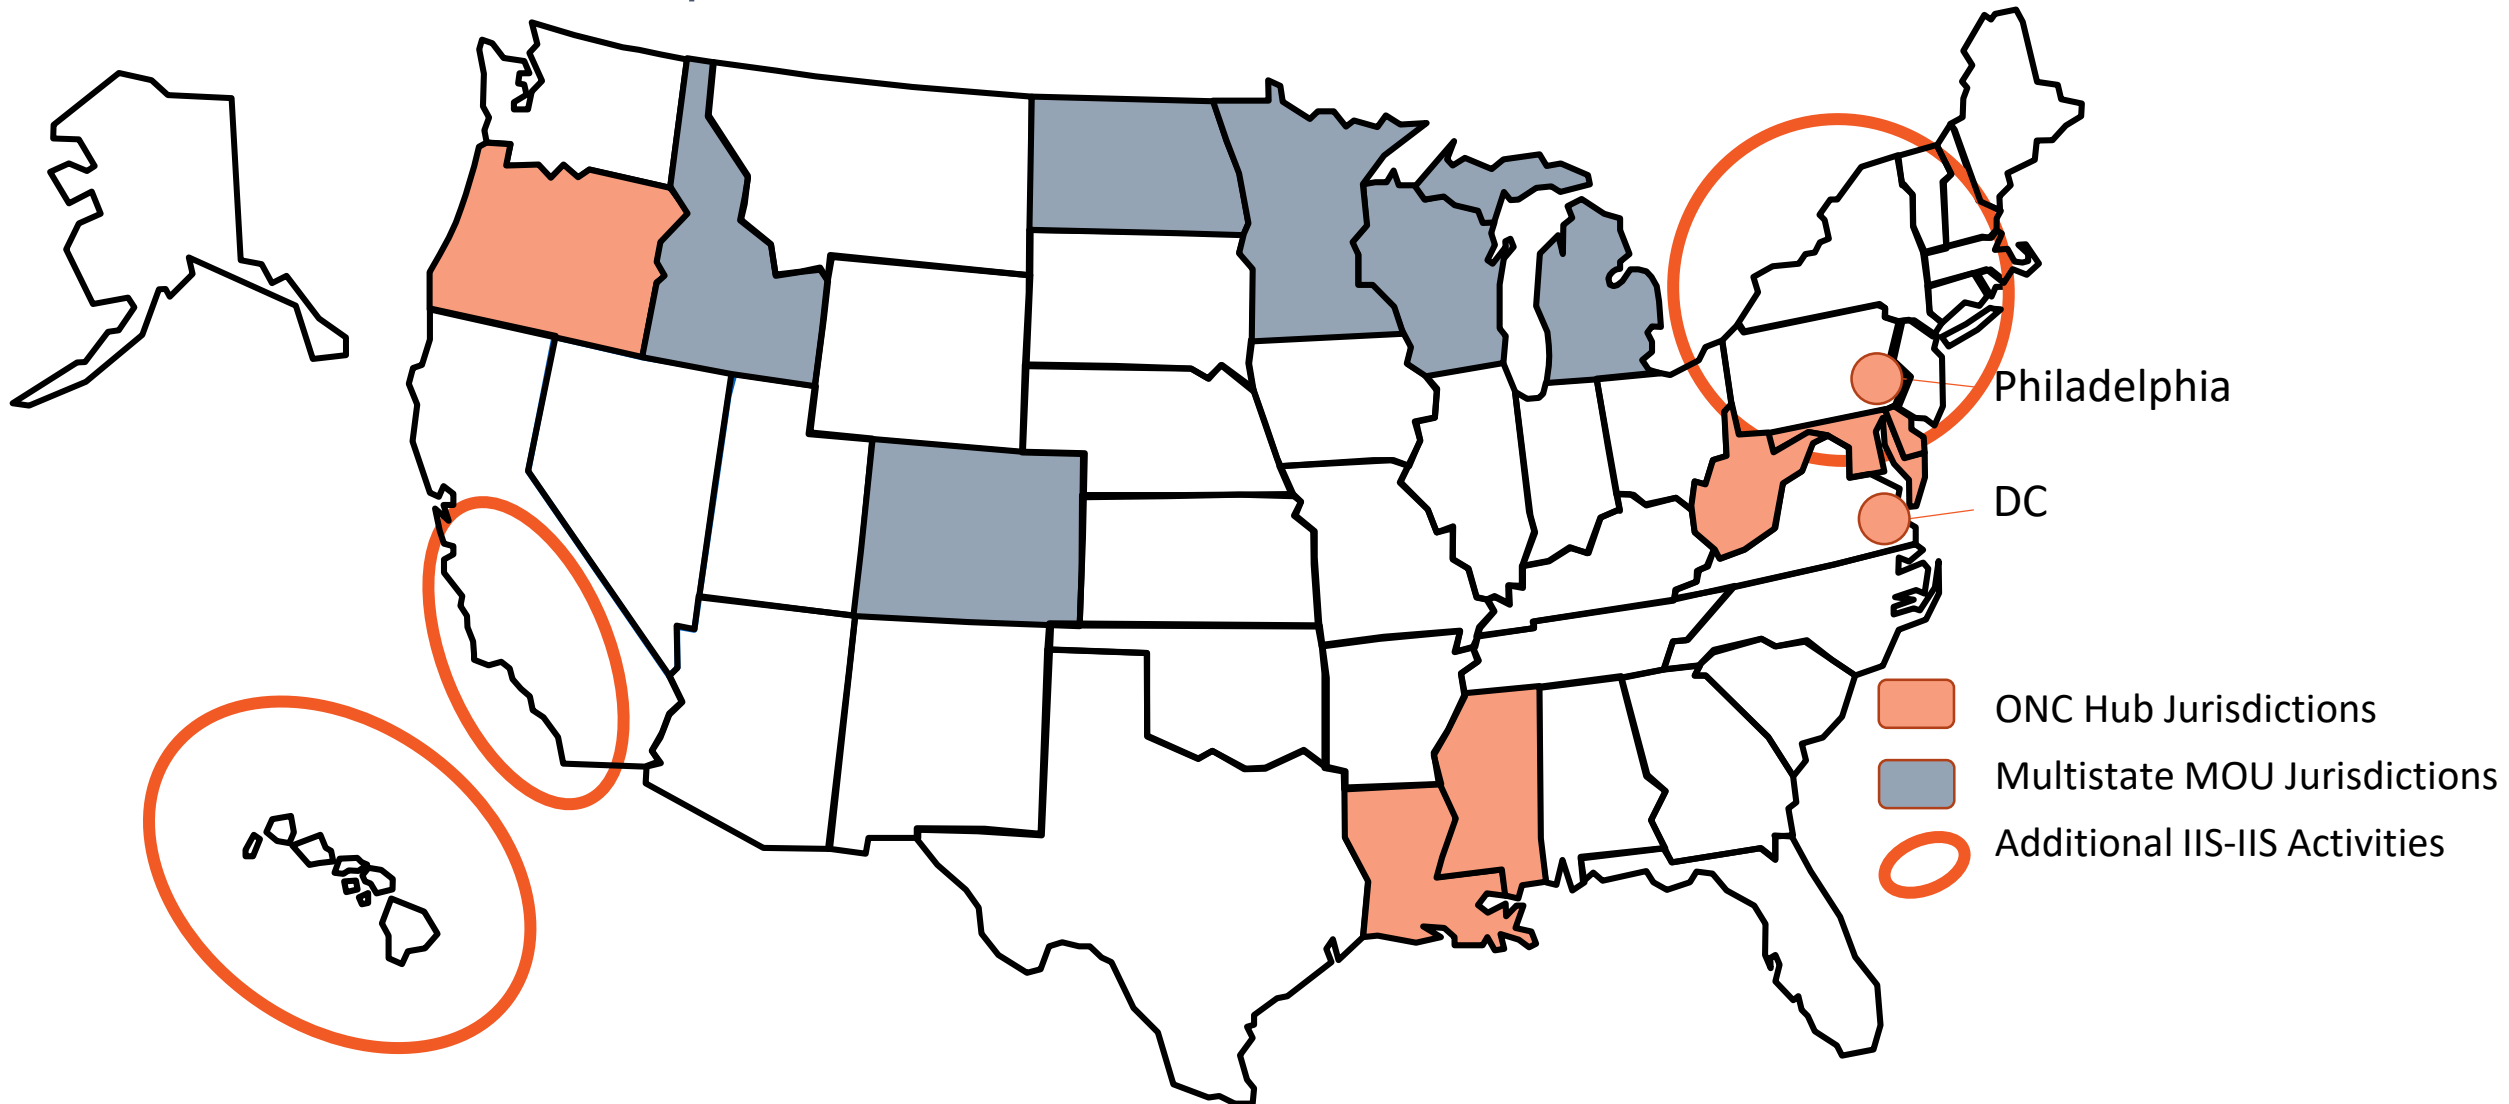 Philadelphia
DC
ONC Hub Jurisdictions
Multistate MOU Jurisdictions
Additional IIS-IIS Activities